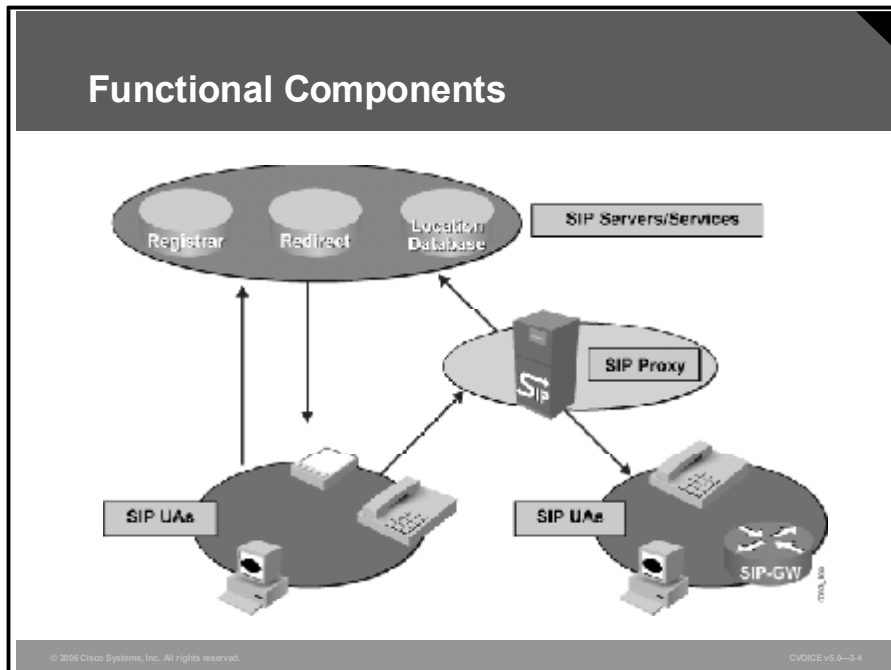 Functional Components
Registrar
Redirect
Location
Database
SIP Servers/Services
SIP Proxy
SIP
SIP UAs
SIP UAs
SIP-GW
© 2006 Cisco Systems, Inc. All rights reserved.
CVOICE v5.0—3-4